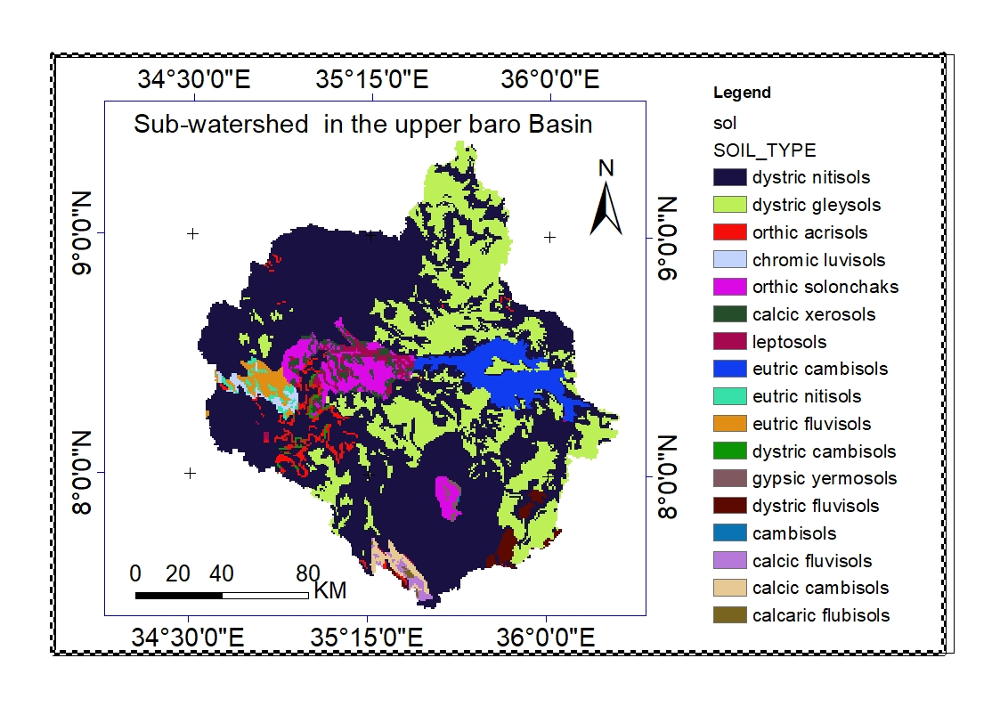 34°30'0"E 35°15'0"E 36°0'0"E
Sub-watershed in the upper baro Basin
N
9°0'0"N 9°0'0"N
8°0'0"N 8°0'0"N
0 20 40 80
KM
34°30'0"E 35°15'0"E 36°0'0"E
Legend
sol
SOIL_TYPE
dystric nitisols
dystric gleysols
orthic acrisols
chromic luvisols
orthic solonchaks
calcic xerosols
leptosols
eutric cambisols
eutric nitisols
eutric fluvisols
dystric cambisols
gypsic yermosols
dystric fluvisols
cambisols
calcic fluvisols
calcic cambisols
calcaric flubisols